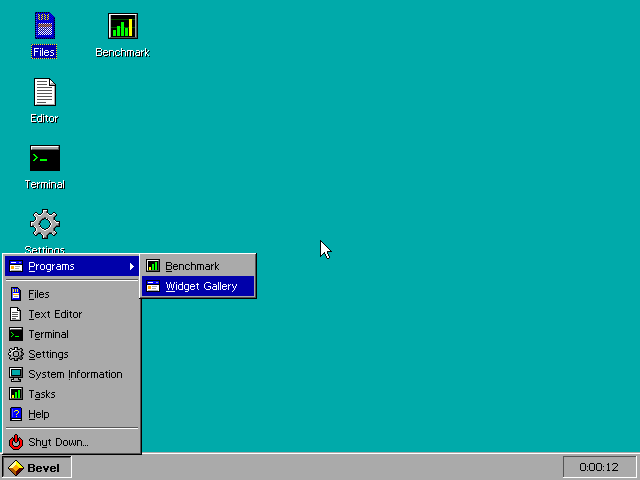 Files
Benchmark
Editor
Terminal
Settings
Programs
Benchmark
Widget Gallery
Files
Text Editor
Terminal
Settings
System Information
Tasks
Help
Shut Down...
Bevel
0:00:12